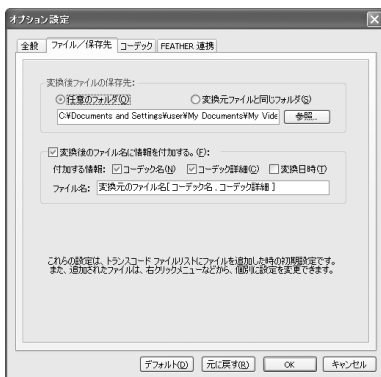 オプション設定
全般 ファイル／保存先 コーデック FEATHER 連携
変換後ファイルの保存先:
任意のフォルダ(O) 変換元ファイルと同じフォルダ(S)
C:¥Documents and Settings¥user¥My Documents¥My Vide 参照...
変換後のファイル名に情報を付加する。(F):
付加する情報: コーデック名(N) コーデック詳細(C) 変換日時(T)
ファイル名: 変換元のファイル名[ コーデック名 . コーデック詳細 ]
これらの設定は、トランスコード ファイルリストにファイルを追加した時の初期設定です。
また、追加されたファイルは、右クリックメニューなどから、個別に設定を変更できます。
デフォルト(D) 元に戻す(R) OK キャンセル